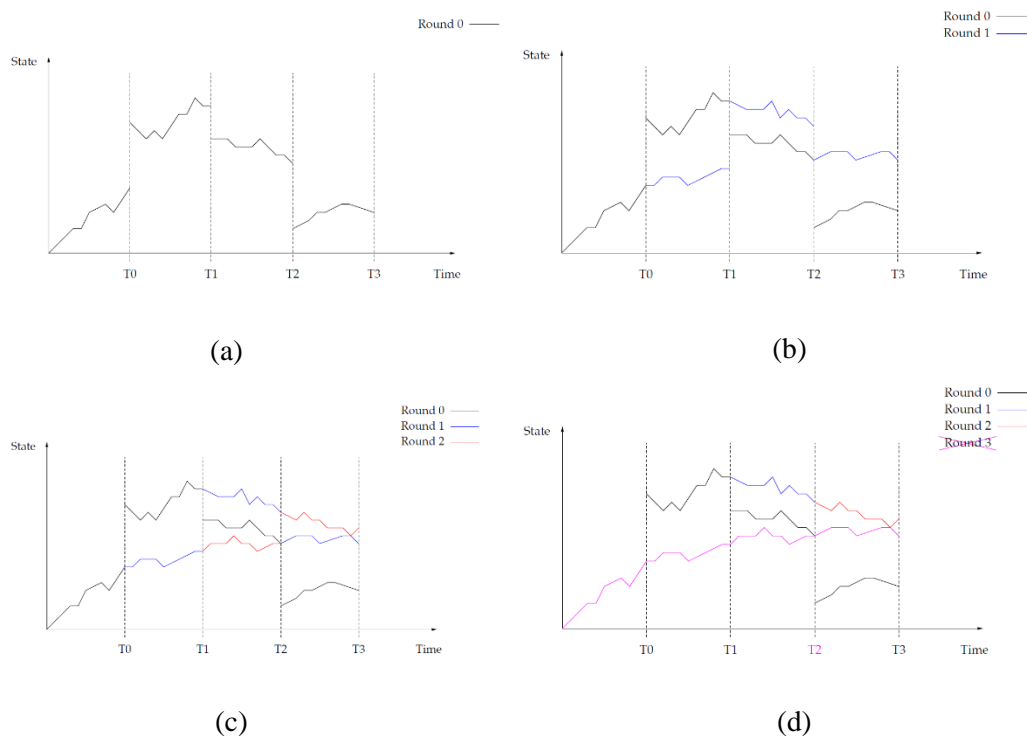 Round 0
State
T0 T1 T2 T3 Time
(a)
Round 0
Round 1
State
T0 T1 T2 T3 Time
(b)
Round 0
Round 1
Round 2
State
T0 T1 T2 T3 Time
(c)
Round 0
Round 1
Round 2
Round 3
State
T0 T1 T2 T3 Time
(d)